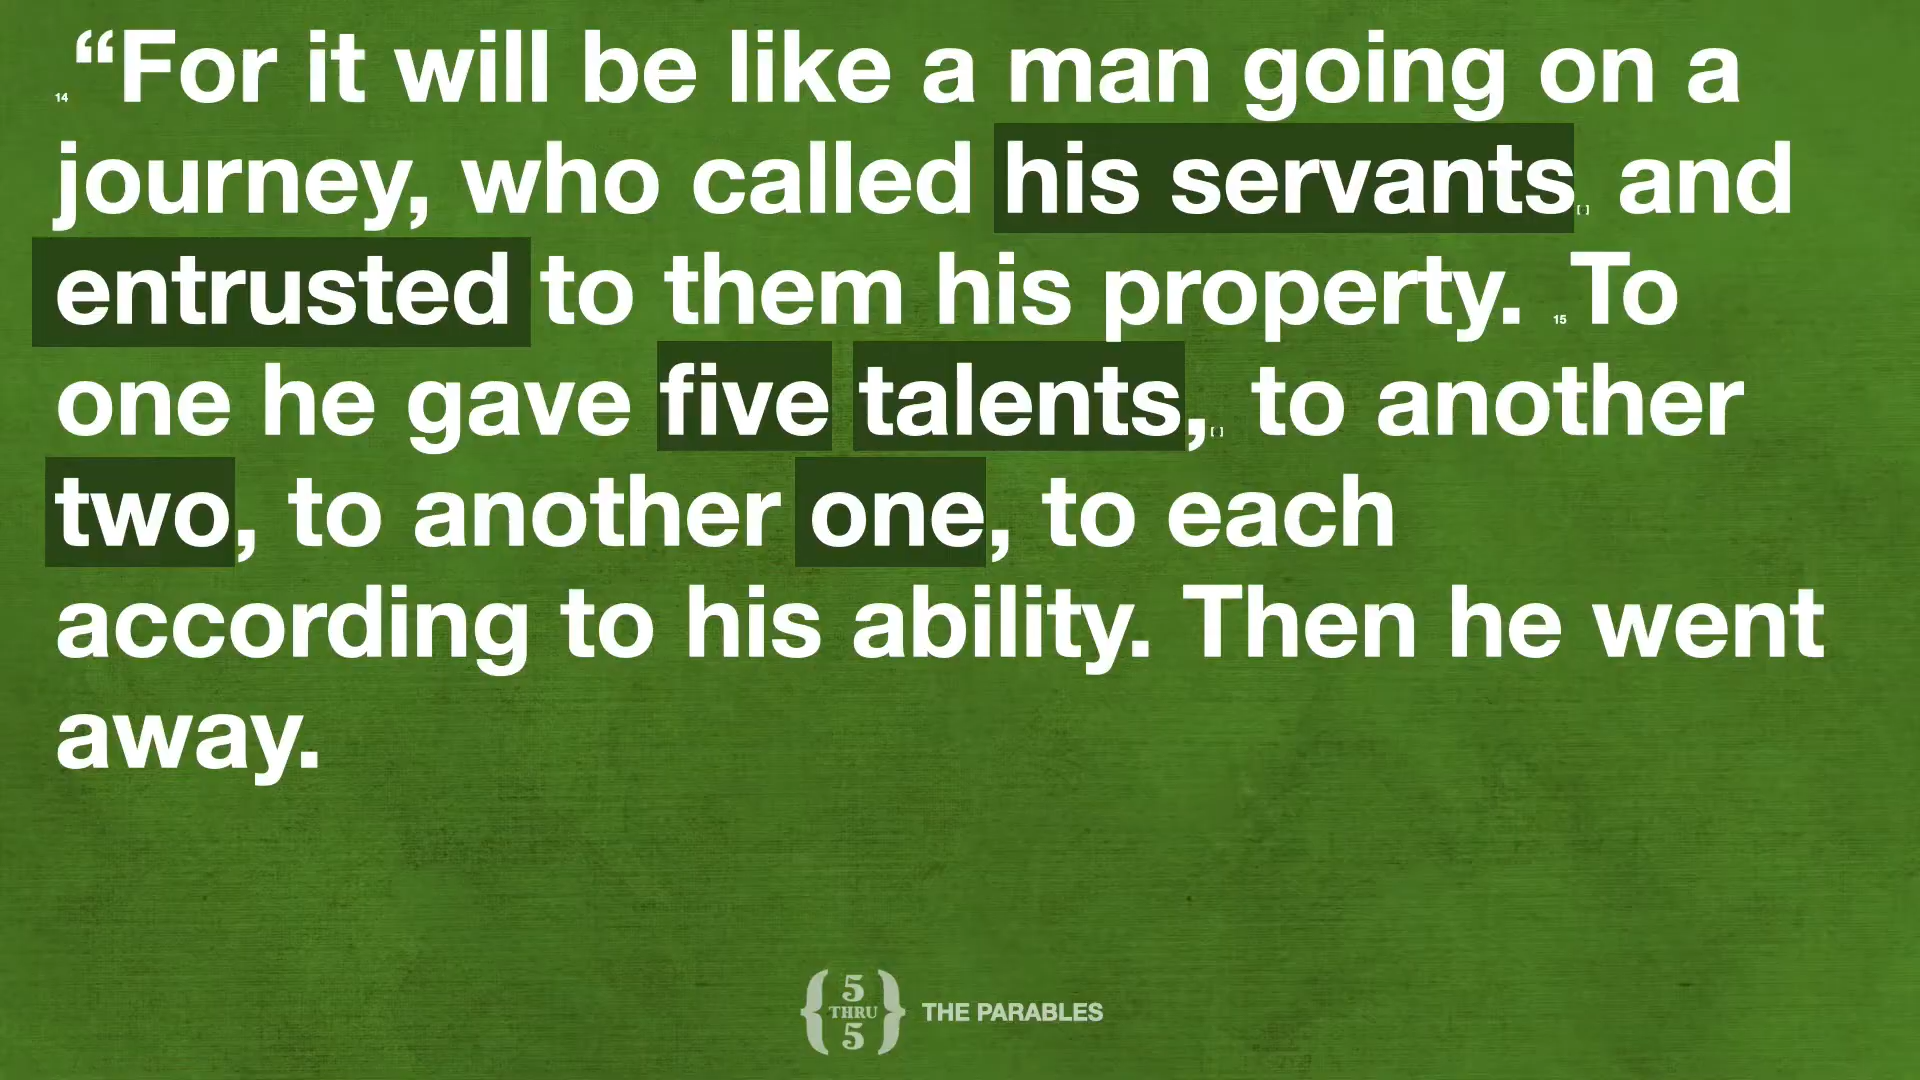 14 “For it will be like a man going on a
journey, who called his servants[ ] and
entrusted to them his property. 15 To
one he gave five talents,[ ] to another
two, to another one, to each
according to his ability. Then he went
away.
{5 THRU 5} THE PARABLES